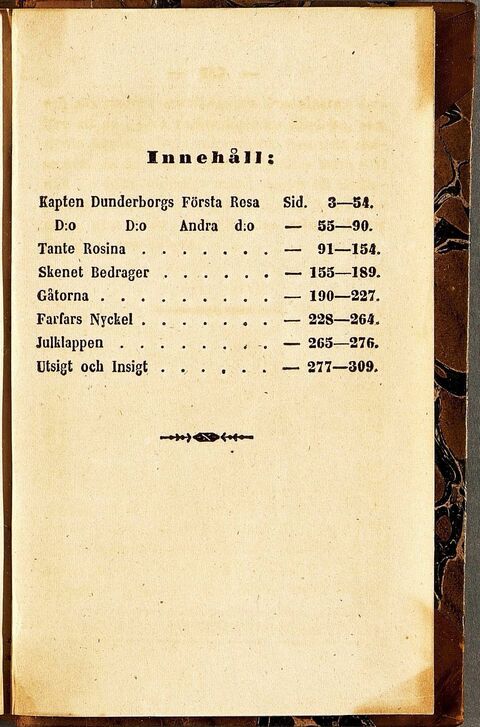 Innehåll:
Kapten Dunderborgs Första Resa Sid. 3—54.
D:o D:o Andra d:o — 55—90.
Tante Rosina . . . . . . . — 91—154.
Skenet Bedrager . . . . . . — 155—189.
Gåtorna . . . . . . . . . — 190—227.
Farfars Nyckel . . . . . . . — 228—264.
Julklappen . . . . . . . . — 265—276.
Utsigt och Insigt . . . . . . — 277—309.